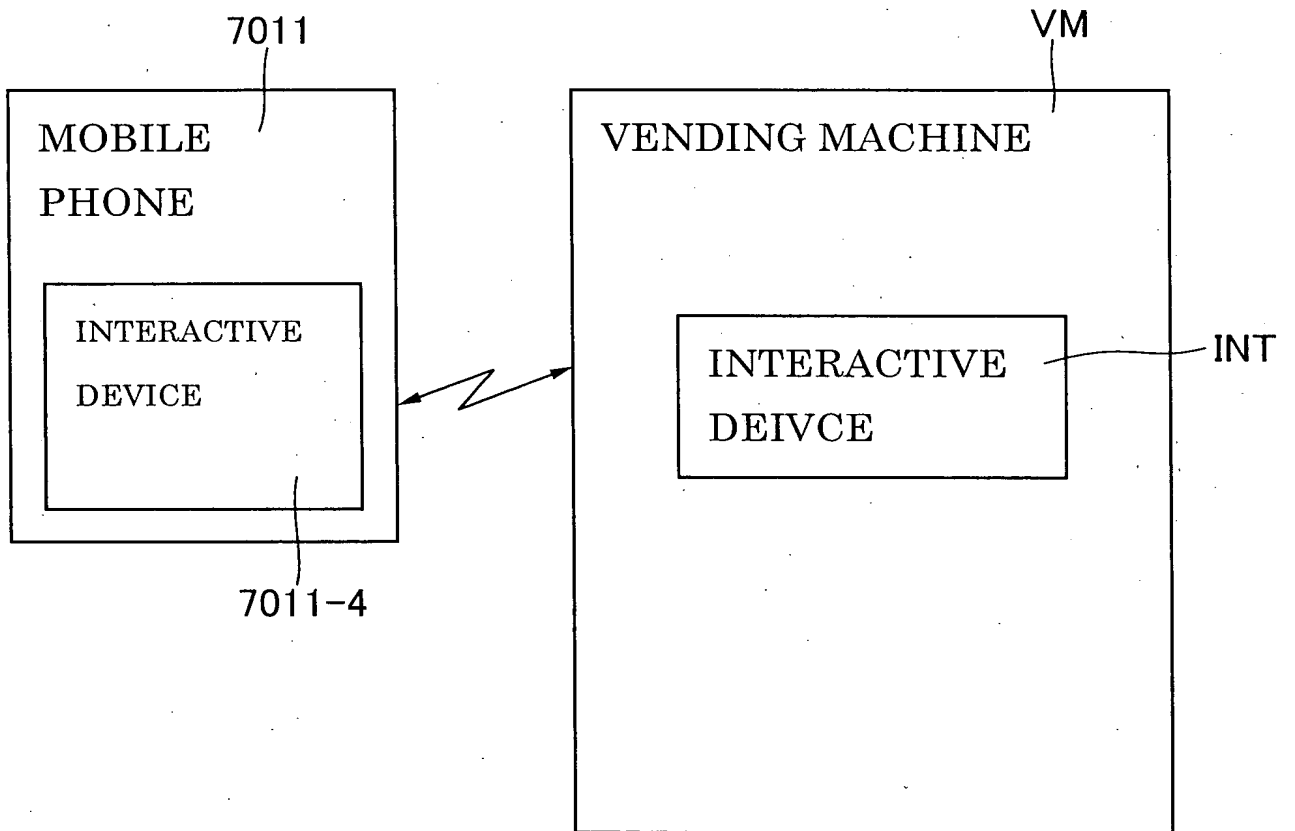 7011
VM
MOBILE
PHONE
VENDING MACHINE
INTERACTIVE
DEVICE
INTERACTIVE
DEIVCE
INT
7011-4